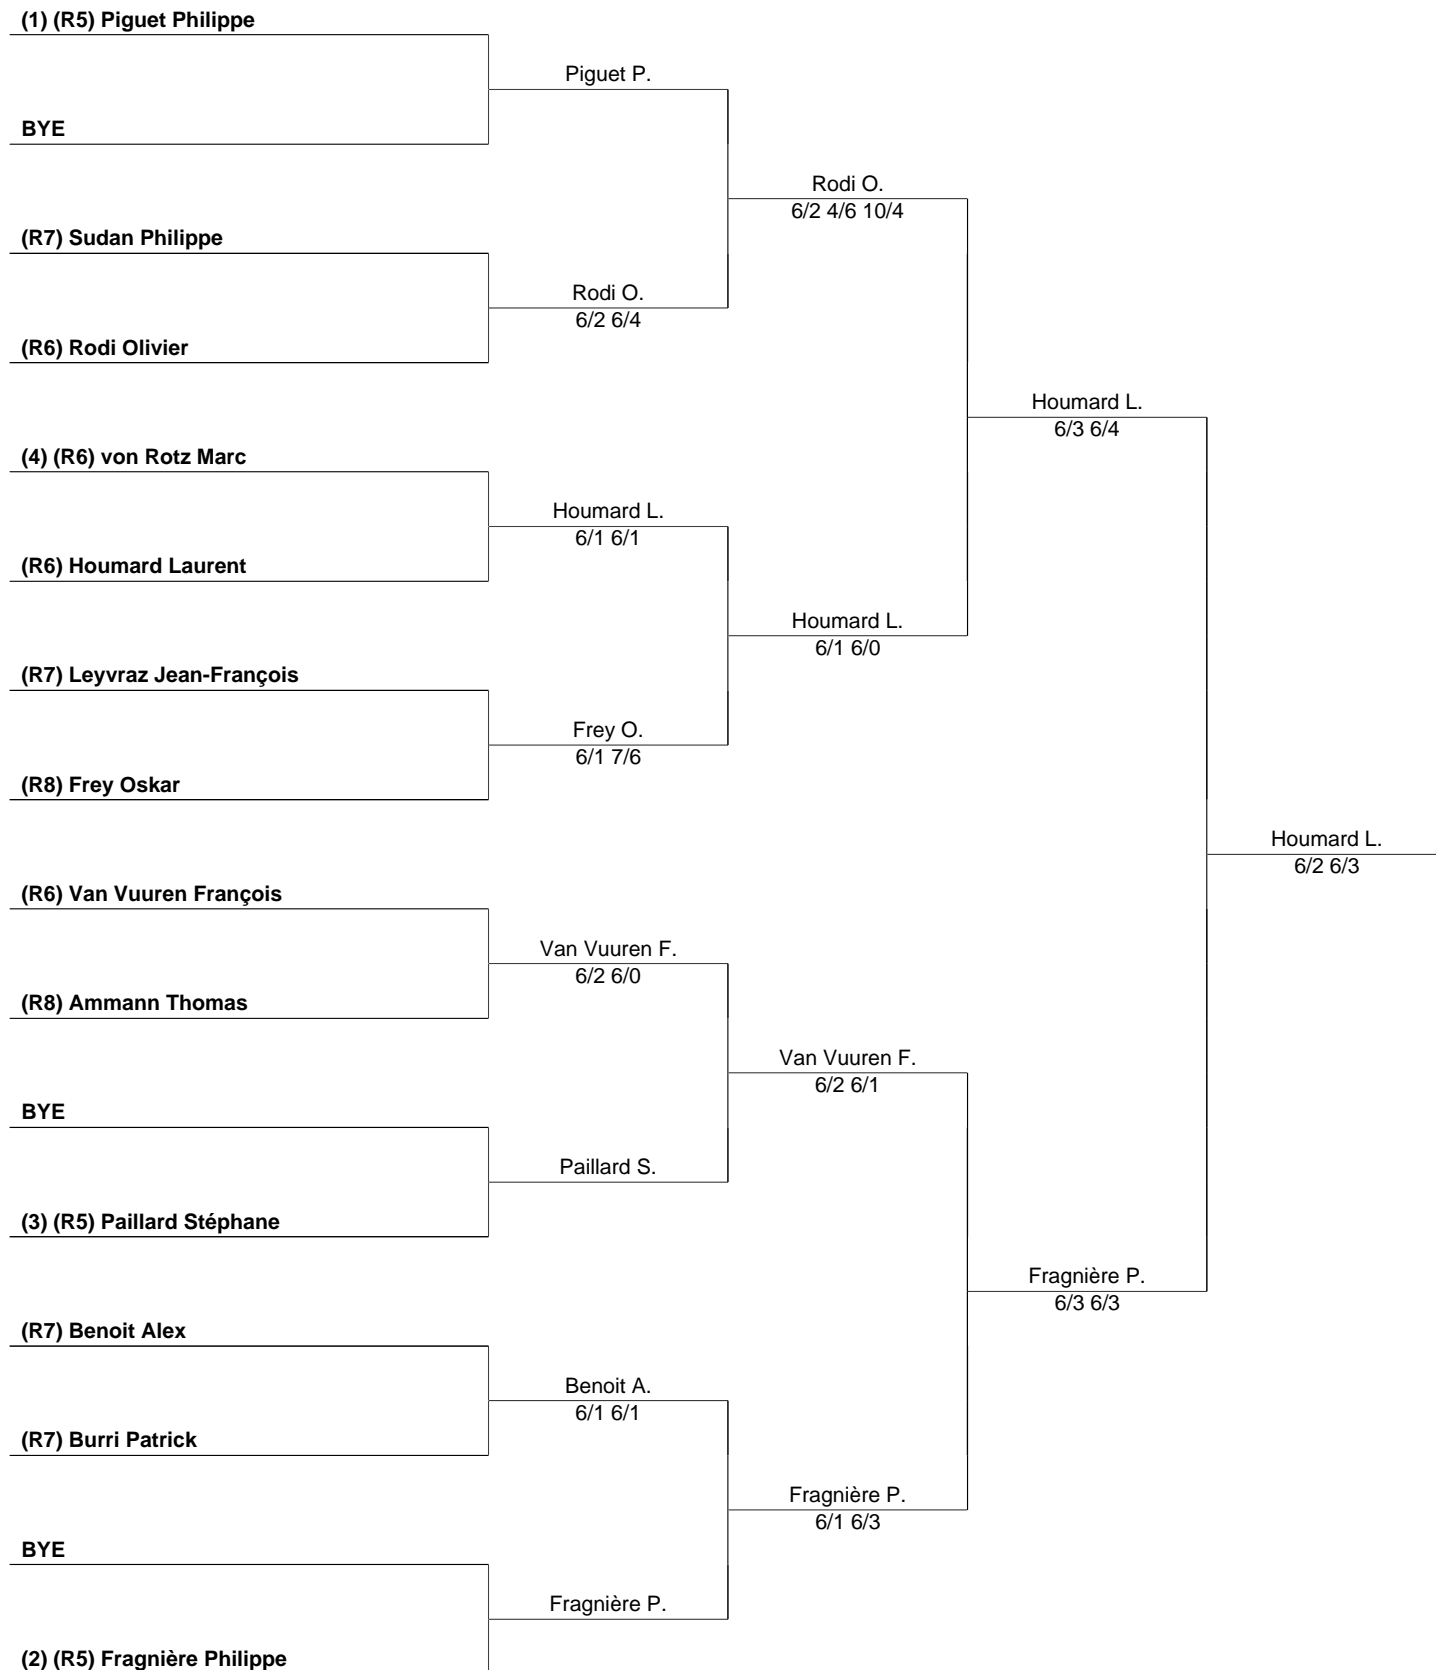 (1) (R5) Piguet Philippe
Piguet P.
BYE
Rodi O.
6/2 4/6 10/4
(R7) Sudan Philippe
Rodi O.
6/2 6/4
(R6) Rodi Olivier
Houmard L.
6/3 6/4
(4) (R6) von Rotz Marc
Houmard L.
6/1 6/1
(R6) Houmard Laurent
Houmard L.
6/1 6/0
(R7) Leyvraz Jean-François
Frey O.
6/1 7/6
(R8) Frey Oskar
Houmard L.
6/2 6/3
(R6) Van Vuuren François
Van Vuuren F.
6/2 6/0
(R8) Ammann Thomas
Van Vuuren F.
6/2 6/1
BYE
Paillard S.
(3) (R5) Paillard Stéphane
Fragnière P.
6/3 6/3
(R7) Benoit Alex
Benoit A.
6/1 6/1
(R7) Burri Patrick
Fragnière P.
6/1 6/3
BYE
Fragnière P.
(2) (R5) Fragnière Philippe